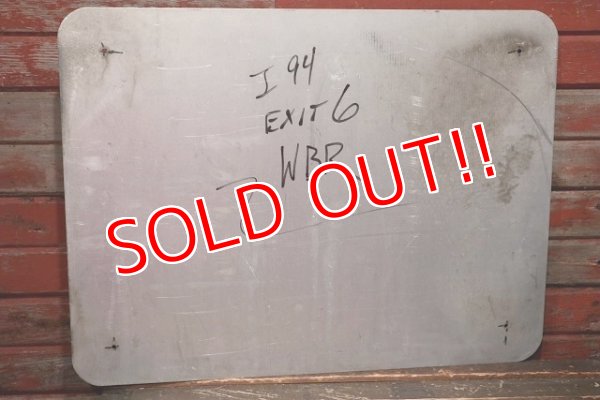 I 94
EXIT 6
WBR
SOLD OUT!!